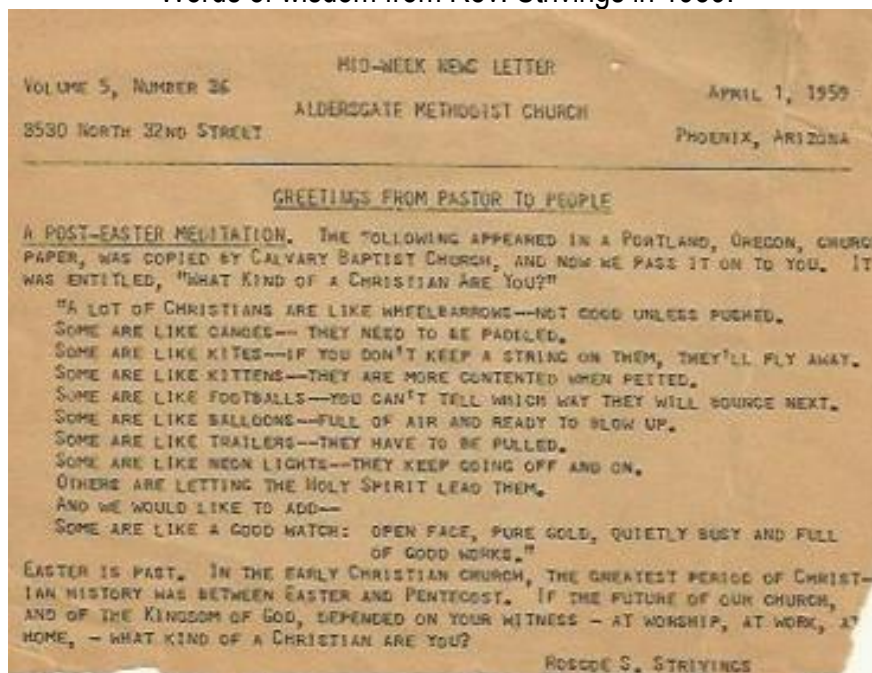 MID-WEEK NEWS LETTER
VOLUME 5, NUMBER 36
APRIL 1, 1959
ALDERSGATE METHODIST CHURCH
3530 NORTH 32ND STREET
PHOENIX, ARIZONA
GREETINGS FROM PASTOR TO PEOPLE
A POST-EASTER MEDITATION. THE FOLLOWING APPEARED IN A PORTLAND, OREGON, CHURC
PAPER, WAS COPIED BY CALVARY BAPTIST CHURCH, AND NOW WE PASS IT ON TO YOU. IT
WAS ENTITLED, "WHAT KIND OF A CHRISTIAN ARE YOU?"
"A LOT OF CHRISTIANS ARE LIKE WHEELBARROWS--NOT GOOD UNLESS PUSHED.
SOME ARE LIKE CANOES-- THEY NEED TO BE PADDLED.
SOME ARE LIKE KITES--IF YOU DON'T KEEP A STRING ON THEM, THEY'LL FLY AWAY.
SOME ARE LIKE KITTENS--THEY ARE MORE CONTENTED WHEN PETTED.
SOME ARE LIKE FOOTBALLS--YOU CAN'T TELL WHICH WAY THEY WILL BOUNCE NEXT.
SOME ARE LIKE BALLOONS--FULL OF AIR AND READY TO BLOW UP.
SOME ARE LIKE TRAILERS--THEY HAVE TO BE PULLED.
SOME ARE LIKE NEON LIGHTS--THEY KEEP GOING OFF AND ON.
OTHERS ARE LETTING THE HOLY SPIRIT LEAD THEM.
AND WE WOULD LIKE TO ADD--
SOME ARE LIKE A GOOD WATCH: OPEN FACE, PURE GOLD, QUIETLY BUSY AND FULL
OF GOOD WORKS."
EASTER IS PAST. IN THE EARLY CHRISTIAN CHURCH, THE GREATEST PERIOD OF CHRIST-
IAN HISTORY WAS BETWEEN EASTER AND PENTECOST. IF THE FUTURE OF OUR CHURCH,
AND OF THE KINGDOM OF GOD, DEPENDED ON YOUR WITNESS - AT WORSHIP, AT WORK, AT
HOME, - WHAT KIND OF A CHRISTIAN ARE YOU?
ROSCOE S. STRIVINGS